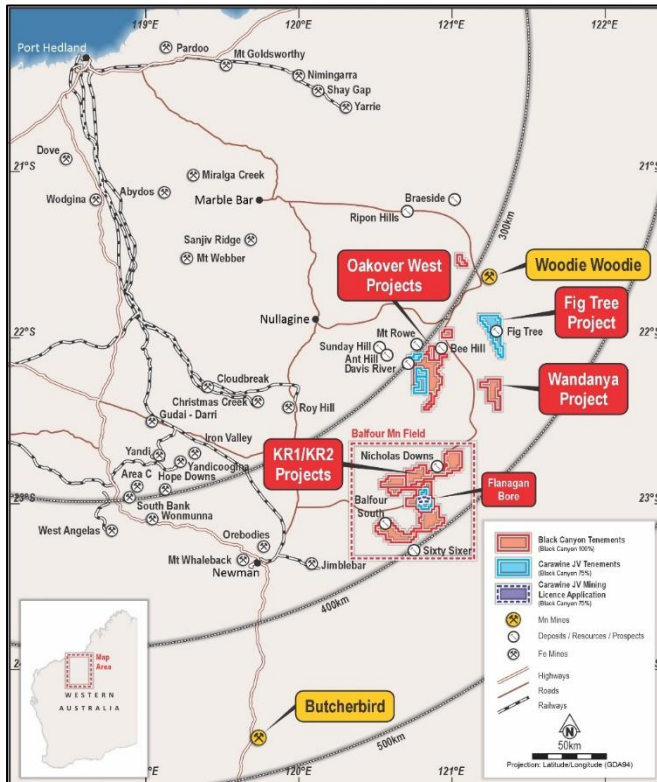 119°E
120°E
121°E
122°E
Port Hedland
Pardoo
Mt Goldsworthy
Nimingarra
Shay Gap
Yarrie
300km
Dove
21°S
21°S
Miralga Creek
Abydos
Wodgina
Marble Bar
Braeside
Ripon Hills
Sanjiv Ridge
Mt Webber
Oakover West
Projects
Woodie Woodie
Fig Tree
Project
Nullagine
Mt Rowe
Fig Tree
22°S
22°S
Sunday Hill
Ant Hill
Davis River
Bee Hill
Cloudbreak
Christmas Creek
Roy Hill
Wandanya
Project
Gudai - Darri
Iron Valley
Balfour Mn Field
Yandi
Yandicoogina
KR1/KR2
Projects
Nicholas Downs
Area C
Hope Downs
Flanagan
Bore
23°S
23°S
South Bank
Wonmunna
Balfour
South
West Angelas
Orebodies
Sixty Sixer
Mt Whaleback
Newman
Jimblebar
400km
Black Canyon Tenements
(Black Canyon 100%)
Carawine JV Tenements
(Black Canyon 75%)
Carawine JV Mining
Licence Application
(Black Canyon 75%)
Mn Mines
Deposits / Resources / Prospects
Fe Mines
Highways
Roads
Railways
50km
Projection: Latitude/Longitude (GDA94)
Map
Area
WESTERN
AUSTRALIA
Butcherbird
500km
119°E
120°E
121°E